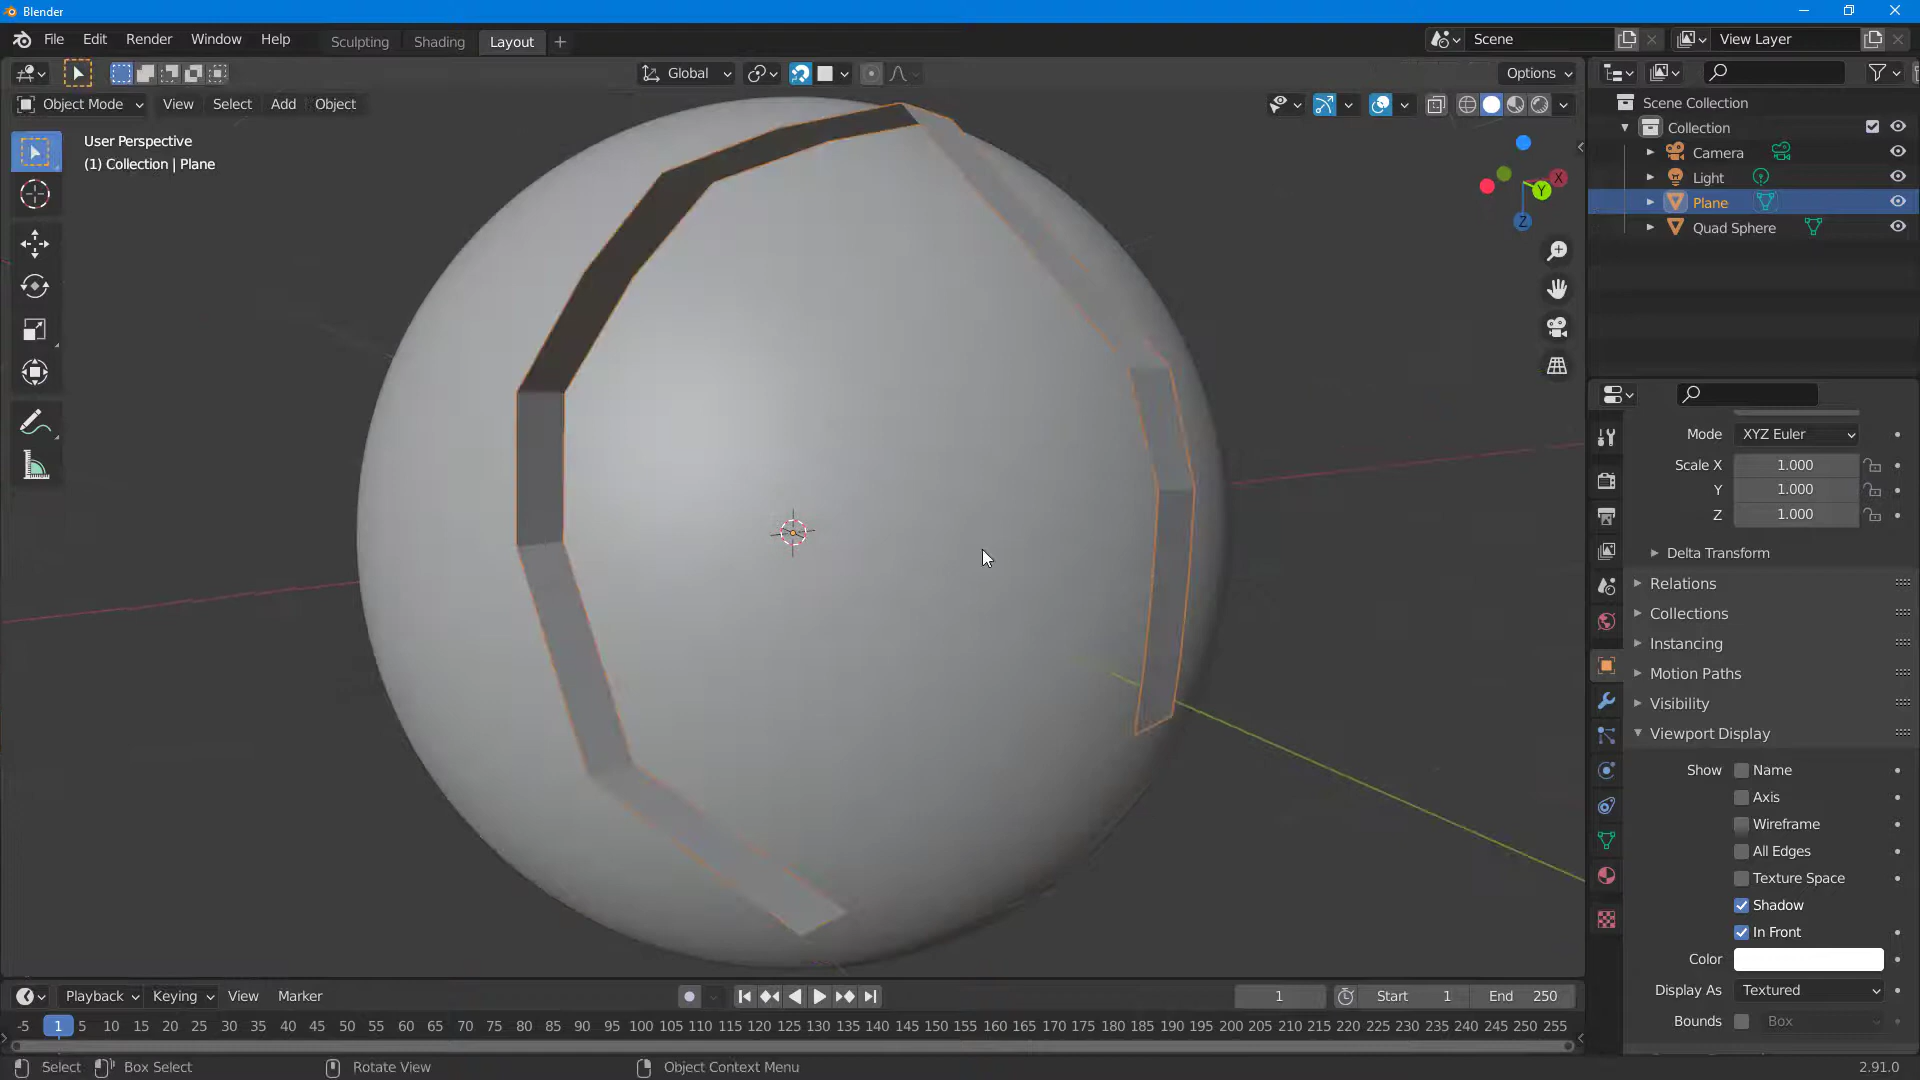 Blender
File Edit Render Window Help Sculpting Shading Layout Scene View Layer
Global Options
Object Mode View Select Add Object
User Perspective
(1) Collection | Plane
X
Y
Z
Scene Collection
Collection
Camera
Light
Plane
Quad Sphere
Mode XYZ Euler
Scale X 1.000
Y 1.000
Z 1.000
Delta Transform
Relations
Collections
Instancing
Motion Paths
Visibility
Viewport Display
Show Name
Axis
Wireframe
All Edges
Texture Space
Shadow
In Front
Color
Display As Textured
Bounds Box
Playback Keying View Marker 1 Start 1 End 250
-5 1 5 10 15 20 25 30 35 40 45 50 55 60 65 70 75 80 85 90 95 100 105 110 115 120 125 130 135 140 145 150 155 160 165 170 175 180 185 190 195 200 205 210 215 220 225 230 235 240 245 250 255
Select Box Select Rotate View Object Context Menu 2.91.0